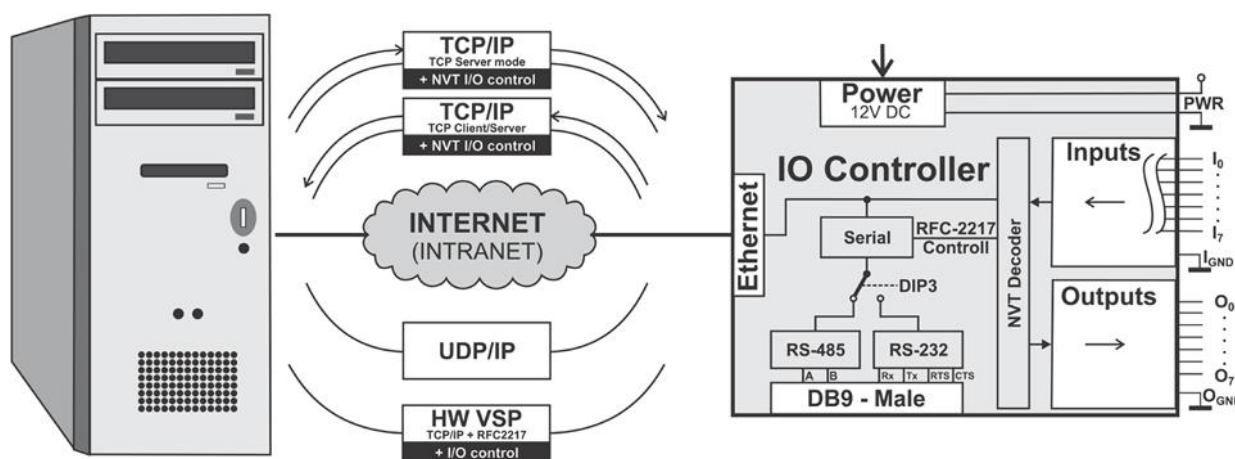 TCP/IP
TCP Server mode
+ NVT I/O control
TCP/IP
TCP Client/Server
+ NVT I/O control
INTERNET
(INTRANET)
UDP/IP
HW VSP
TCP/IP + RFC2217
+ I/O control
Power
12V DC
PWR
IO Controller
Ethernet
Serial
RFC-2217
Controll
DIP3
RS-485
RS-232
A B
Rx Tx RTS CTS
DB9 - Male
NVT Decoder
Inputs
I0
I7
IGND
Outputs
O0
O7
OGND